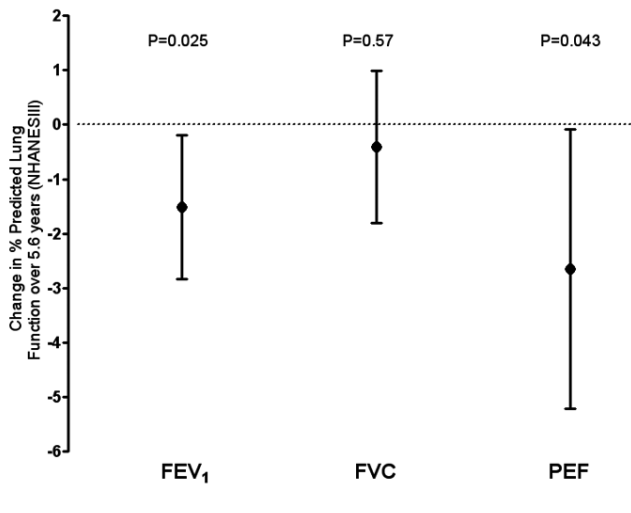 2
P=0.025 P=0.57 P=0.043
1
0
-1
-2
-3
-4
-5
-6
Change in % Predicted Lung
Function over 5.6 years (NHANESIII)
FEV₁ FVC PEF